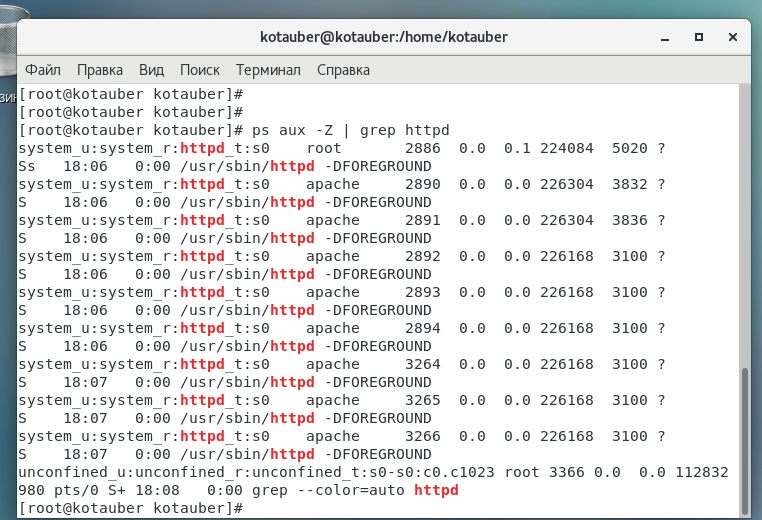 зин
kotauber@kotauber:/home/kotauber
Файл Правка Вид Поиск Терминал Справка
[root@kotauber kotauber]#
[root@kotauber kotauber]#
[root@kotauber kotauber]# ps aux -Z | grep httpd
system_u:system_r:httpd_t:s0    root       2886  0.0  0.1 224084  5020 ?
Ss   18:06   0:00 /usr/sbin/httpd -DFOREGROUND
system_u:system_r:httpd_t:s0    apache     2890  0.0  0.0 226304  3832 ?
S    18:06   0:00 /usr/sbin/httpd -DFOREGROUND
system_u:system_r:httpd_t:s0    apache     2891  0.0  0.0 226304  3836 ?
S    18:06   0:00 /usr/sbin/httpd -DFOREGROUND
system_u:system_r:httpd_t:s0    apache     2892  0.0  0.0 226168  3100 ?
S    18:06   0:00 /usr/sbin/httpd -DFOREGROUND
system_u:system_r:httpd_t:s0    apache     2893  0.0  0.0 226168  3100 ?
S    18:06   0:00 /usr/sbin/httpd -DFOREGROUND
system_u:system_r:httpd_t:s0    apache     2894  0.0  0.0 226168  3100 ?
S    18:06   0:00 /usr/sbin/httpd -DFOREGROUND
system_u:system_r:httpd_t:s0    apache     3264  0.0  0.0 226168  3100 ?
S    18:07   0:00 /usr/sbin/httpd -DFOREGROUND
system_u:system_r:httpd_t:s0    apache     3265  0.0  0.0 226168  3100 ?
S    18:07   0:00 /usr/sbin/httpd -DFOREGROUND
system_u:system_r:httpd_t:s0    apache     3266  0.0  0.0 226168  3100 ?
S    18:07   0:00 /usr/sbin/httpd -DFOREGROUND
unconfined_u:unconfined_r:unconfined_t:s0-s0:c0.c1023 root 3366 0.0  0.0 112832
980 pts/0 S+ 18:08   0:00 grep --color=auto httpd
[root@kotauber kotauber]#